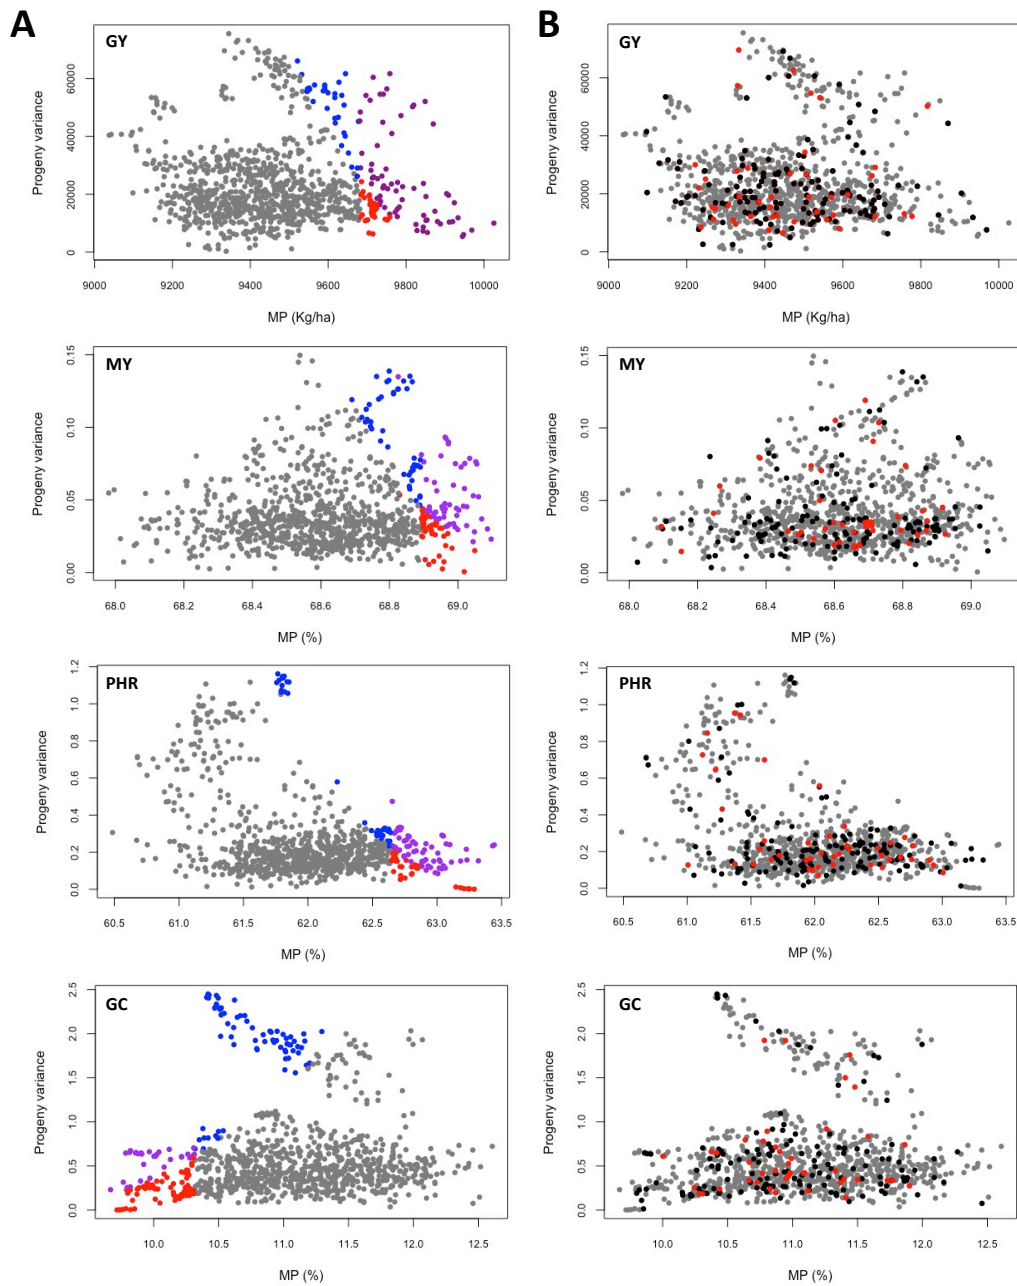 A B
GY GY
Progeny variance Progeny variance
0 20000 40000 60000 0 20000 40000 60000
9000 9200 9400 9600 9800 10000 9000 9200 9400 9600 9800 10000
MP (Kg/ha) MP (Kg/ha)
MY MY
Progeny variance Progeny variance
0.00 0.05 0.10 0.15 0.00 0.05 0.10 0.15
68.0 68.2 68.4 68.6 68.8 69.0 68.0 68.2 68.4 68.6 68.8 69.0
MP (%) MP (%)
PHR PHR
Progeny variance Progeny variance
0.0 0.2 0.4 0.6 0.8 1.0 1.2 0.0 0.2 0.4 0.6 0.8 1.0 1.2
60.5 61.0 61.5 62.0 62.5 63.0 63.5 60.5 61.0 61.5 62.0 62.5 63.0 63.5
MP (%) MP (%)
GC GC
Progeny variance Progeny variance
0.0 0.5 1.0 1.5 2.0 2.5 0.0 0.5 1.0 1.5 2.0 2.5
10.0 10.5 11.0 11.5 12.0 12.5 10.0 10.5 11.0 11.5 12.0 12.5
MP (%) MP (%)